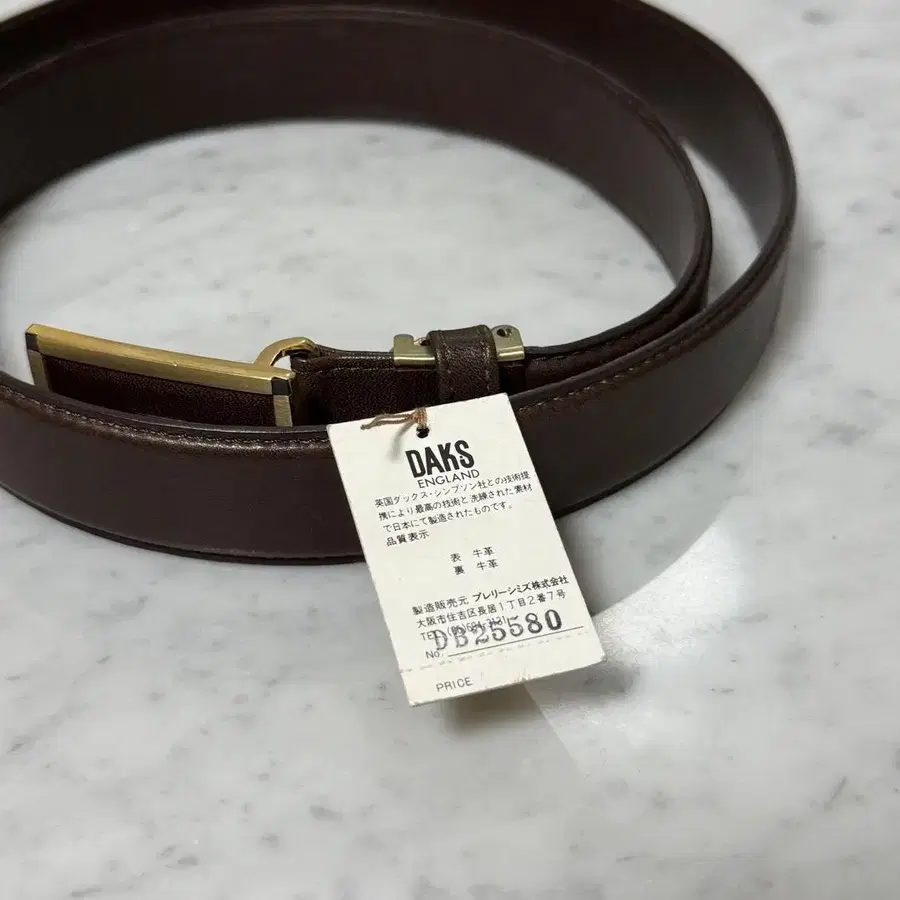 DAKS
ENGLAND
英国ダックス・シンプソン社との技術提
携により最高の技術と洗練された素材
で日本にて製造されたものです。
品質表示
表 牛革
裏 牛革
製造販売元 プレリーシミズ株式会社
大阪市住吉区長居1丁目2番7号
TEL
No. DB25580
PRICE